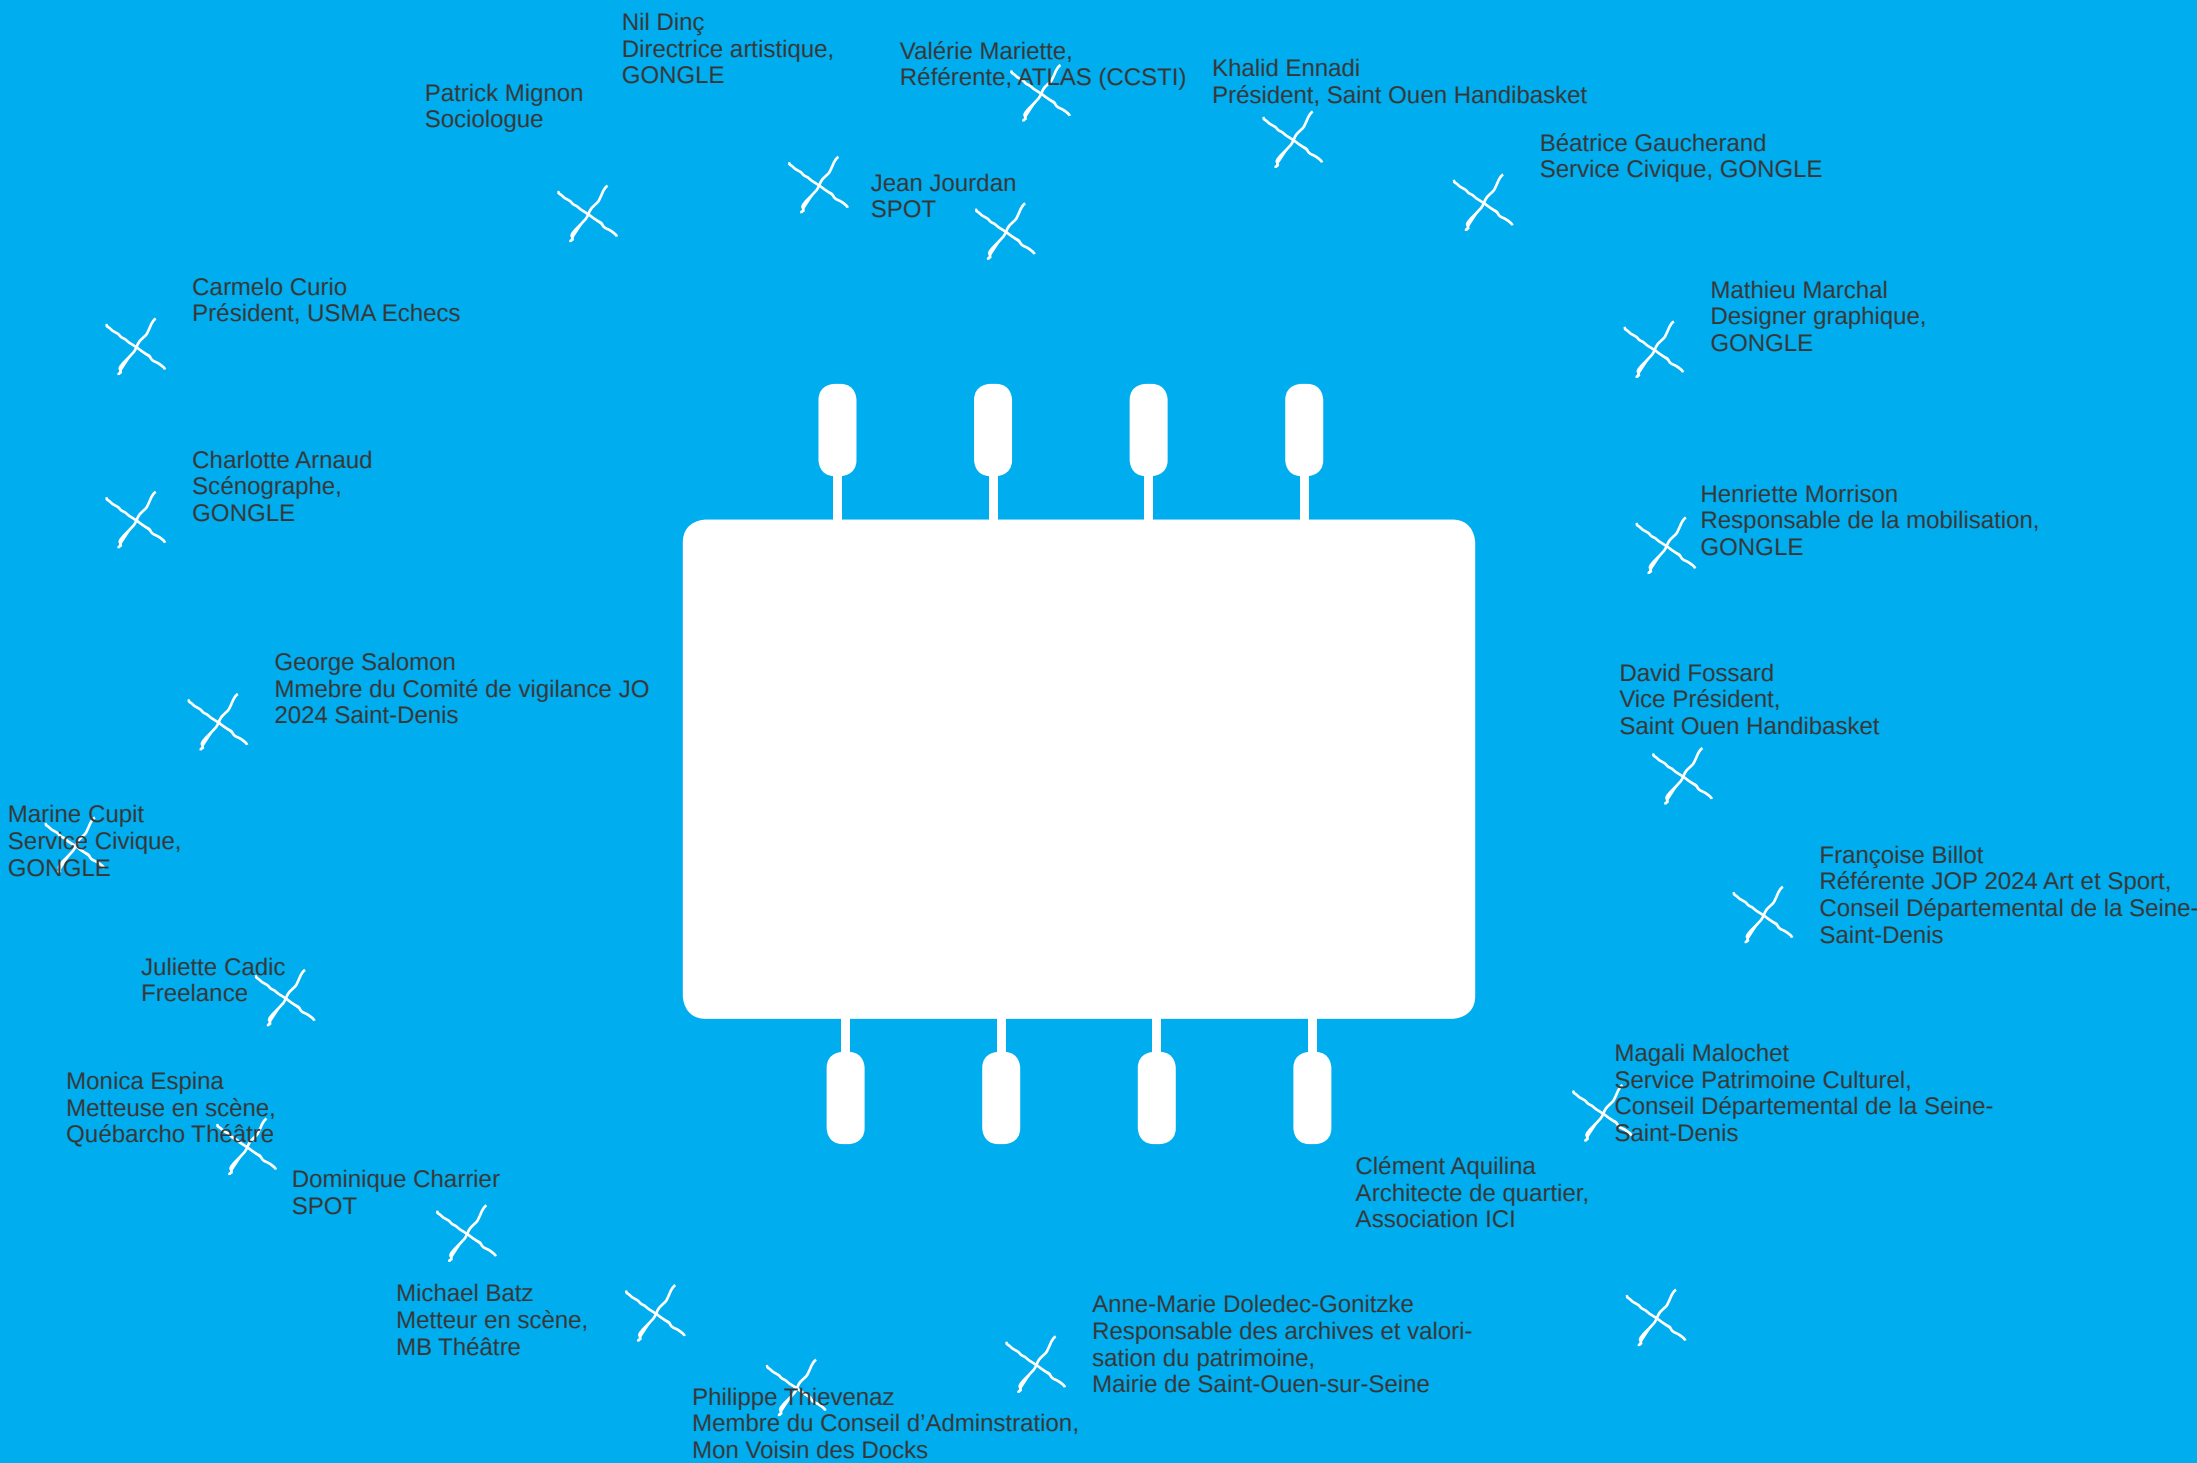 Nil Dinç
Directrice artistique,
GONGLE
Valérie Mariette,
Référente, ATLAS (CCSTI)
Khalid Ennadi
Président, Saint Ouen Handibasket
Patrick Mignon
Sociologue
Béatrice Gaucherand
Service Civique, GONGLE
Jean Jourdan
SPOT
Carmelo Curio
Président, USMA Echecs
Mathieu Marchal
Designer graphique,
GONGLE
Charlotte Arnaud
Scénographe,
GONGLE
Henriette Morrison
Responsable de la mobilisation,
GONGLE
George Salomon
Mmebre du Comité de vigilance JO
2024 Saint-Denis
David Fossard
Vice Président,
Saint Ouen Handibasket
Marine Cupit
Service Civique,
GONGLE
Françoise Billot
Référente JOP 2024 Art et Sport,
Conseil Départemental de la Seine-
Saint-Denis
Juliette Cadic
Freelance
Magali Malochet
Service Patrimoine Culturel,
Conseil Départemental de la Seine-
Saint-Denis
Monica Espina
Metteuse en scène,
Québarcho Théâtre
Dominique Charrier
SPOT
Clément Aquilina
Architecte de quartier,
Association ICI
Michael Batz
Metteur en scène,
MB Théâtre
Anne-Marie Doledec-Gonitzke
Responsable des archives et valori-
sation du patrimoine,
Mairie de Saint-Ouen-sur-Seine
Philippe Thievenaz
Membre du Conseil d’Adminstration,
Mon Voisin des Docks